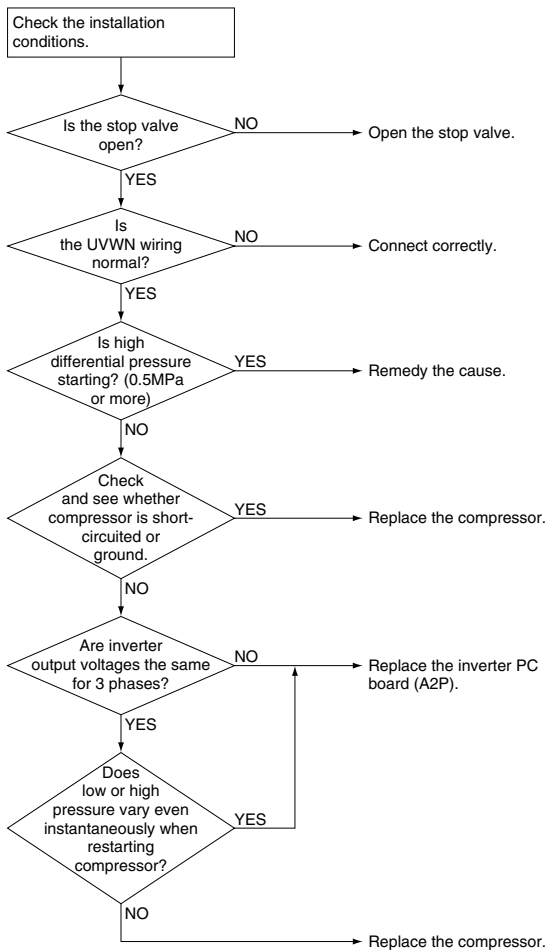 Check the installation
conditions.
Is the stop valve
open?
NO
Open the stop valve.
YES
Is
the UVWN wiring
normal?
NO
Connect correctly.
YES
Is high
differential pressure
starting? (0.5MPa
or more)
YES
Remedy the cause.
NO
Check
and see whether
compressor is short-
circuited or
ground.
YES
Replace the compressor.
NO
Are inverter
output voltages the same
for 3 phases?
NO
Replace the inverter PC
board (A2P).
YES
Does
low or high
pressure vary even
instantaneously when
restarting
compressor?
YES
NO
Replace the compressor.